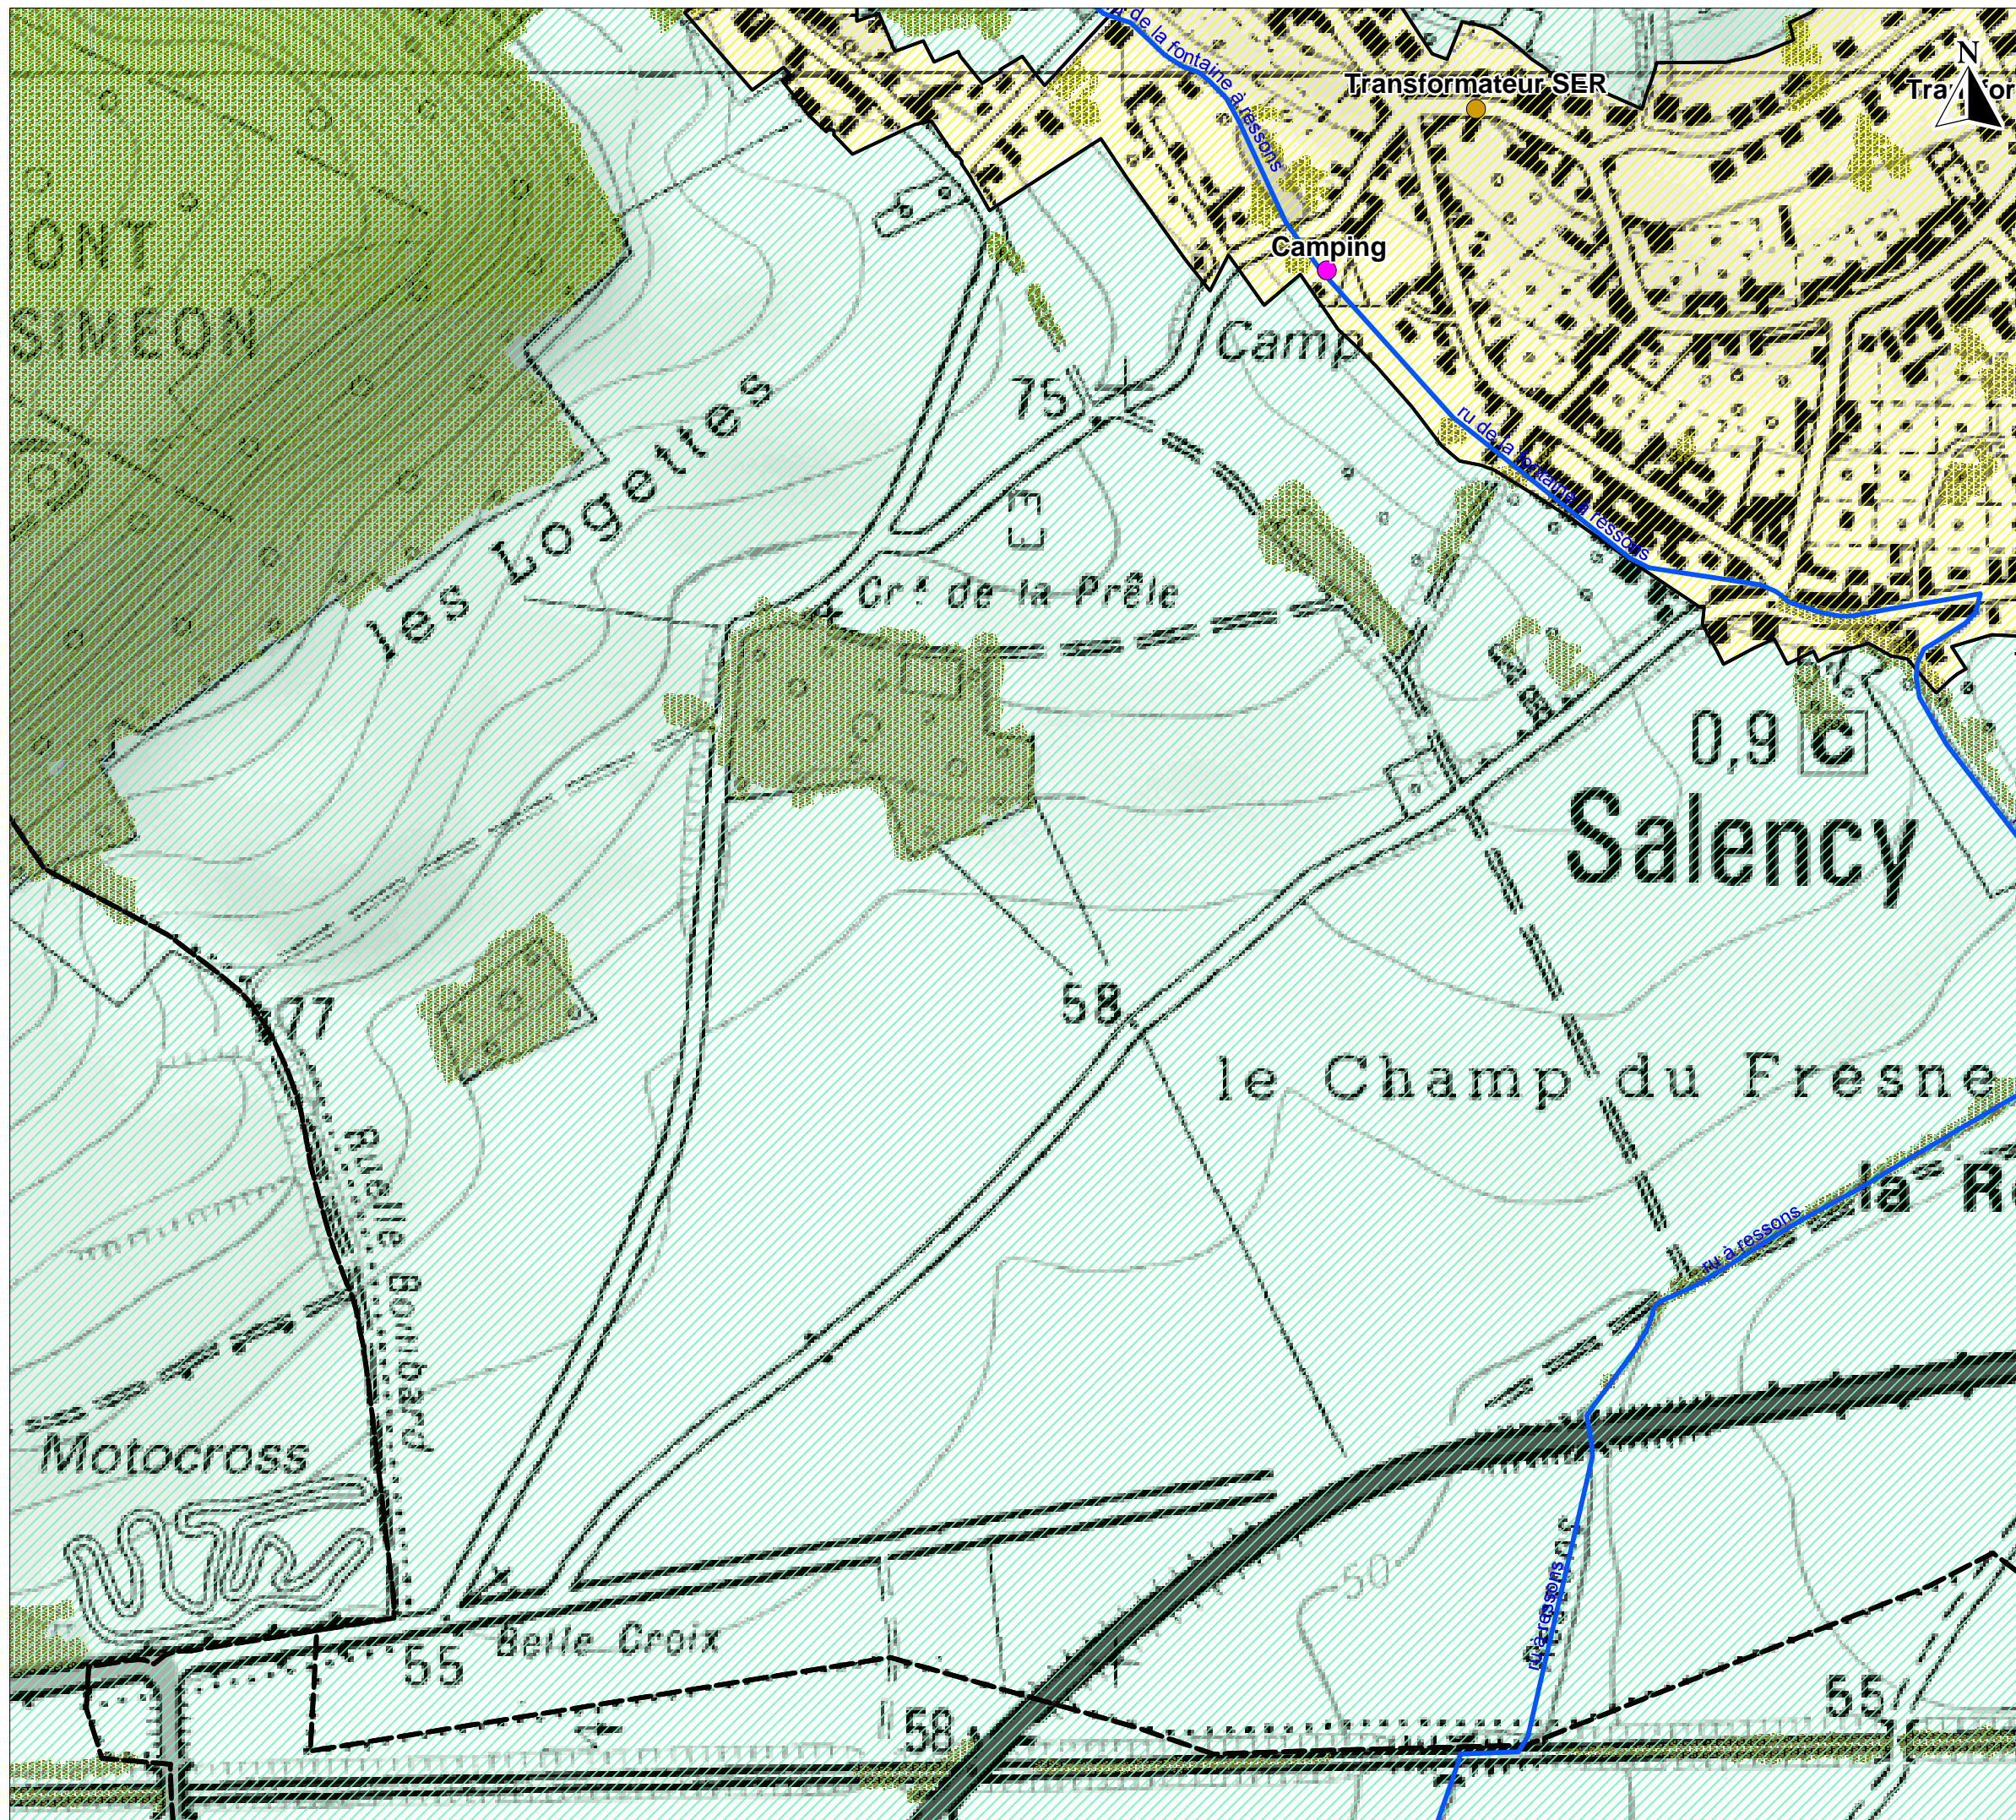 de la fontaine à ressons
N
Transformateur SER
ONT
SIMÉON
Camping
Camp
75
les Logettes
ru de la fontaine à ressons
Crt de la Prêle
0,9 C
Salency
58
77
le Champ du Fresne
la R
ru à ressons
Ruelle Bombard
Motocross
50
ru à ressons
Belle Croix
55
55
58